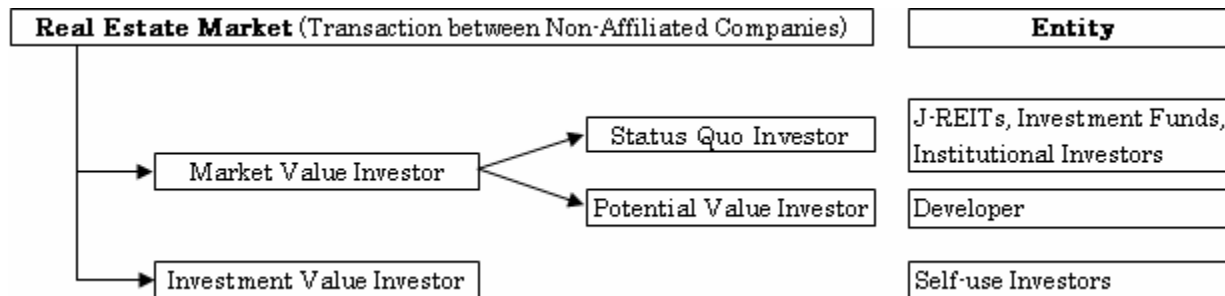 Real Estate Market (Transaction between Non-Affiliated Companies)
Entity
Status Quo Investor
J-REITs, Investment Funds,
Institutional Investors
Market Value Investor
Potential Value Investor
Developer
Investment Value Investor
Self-use Investors